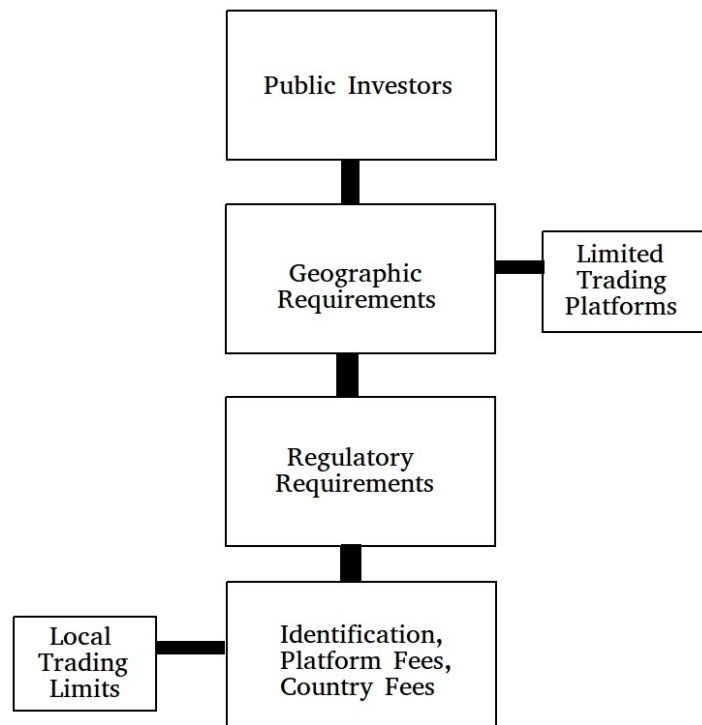 Public Investors
Geographic
Requirements
Limited
Trading
Platforms
Regulatory
Requirements
Local
Trading
Limits
Identification,
Platform Fees,
Country Fees